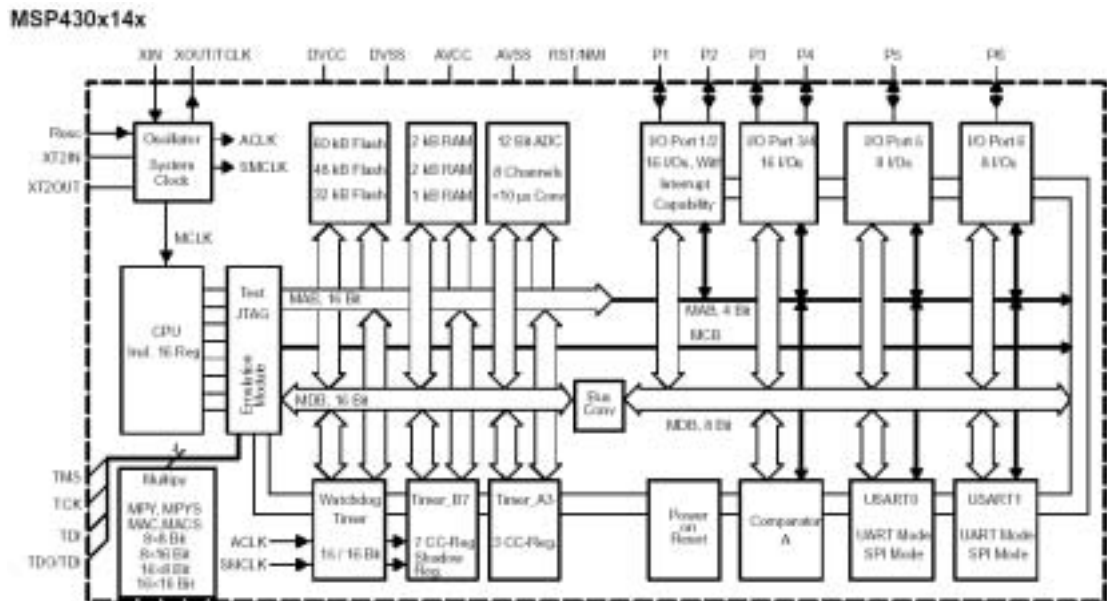 MSP430x14x
XIN XOUT/TCLK DVCC DVSS AVCC AVSS RST/NMI P1 P2 P3 P4 P5 P6
Rosc
XT2IN
XT2OUT
Oscillator
System
Clock
ACLK
SMCLK
60 kB Flash
48 kB Flash
32 kB Flash
2 kB RAM
2 kB RAM
1 kB RAM
12 Bit ADC
8 Channels
<10 µs Conv
I/O Port 1/2
16 I/Os, With
Interrupt
Capability
I/O Port 3/4
16 I/Os
I/O Port 5
8 I/Os
I/O Port 6
8 I/Os
MCLK
CPU
Incl. 16 Reg
Test
JTAG
Emulation
Module
MAB, 16 Bit
MAB, 4 Bit
MCB
MDB, 16 Bit
Bus
Conv
MDB, 8 Bit
4
TMS
TCK
TDI
TDO/TDI
Multipy
MPY, MPYS
MAC,MACS
8×8 Bit
8×16 Bit
16×8 Bit
16×16 Bit
ACLK
SMCLK
Watchdog
Timer
15 / 16 Bit
Timer_B7
7 CC-Reg
Shadow
Reg.
Timer_A3
3 CC-Reg.
Power
on
Reset
Comparator
A
USART0
UART Mode
SPI Mode
USART1
UART Mode
SPI Mode